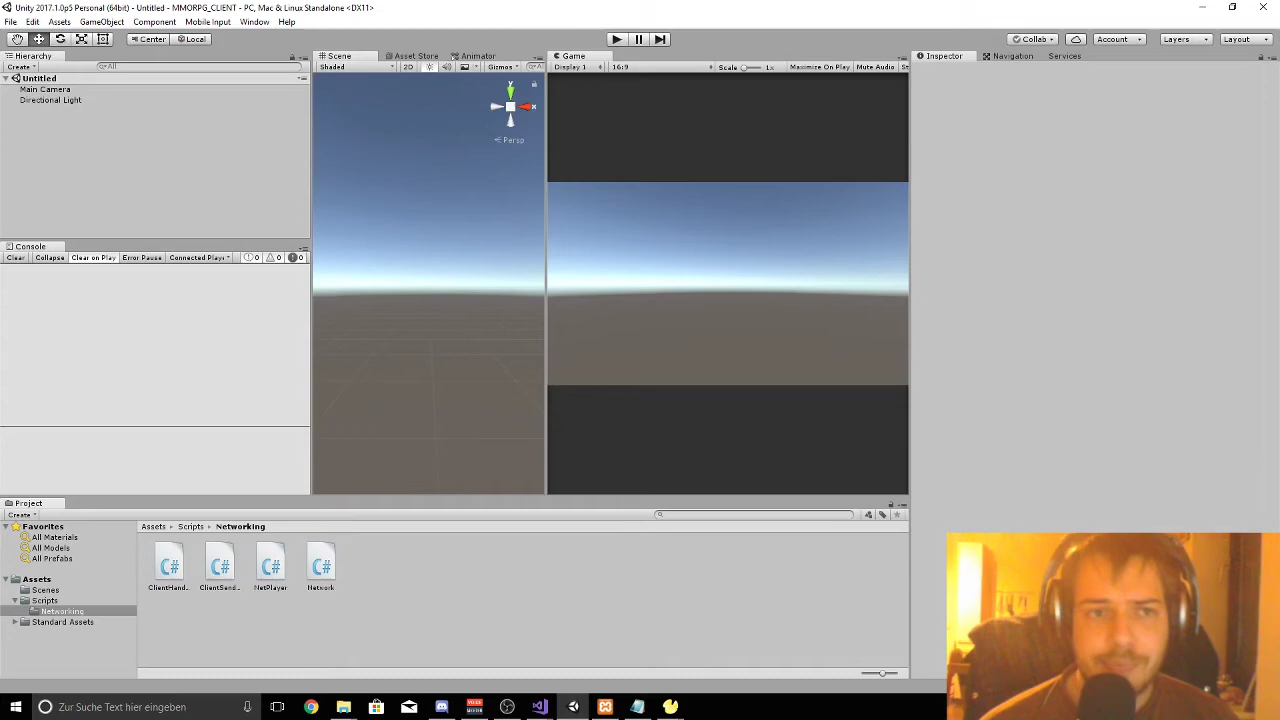 Unity 2017.1.0p5 Personal (64bit) - Untitled - MMORPG_CLIENT - PC, Mac & Linux Standalone <DX11>
File Edit Assets GameObject Component Mobile Input Window Help
Center Local
Collab Account Layers Layout
Hierarchy
Create All
Untitled
Main Camera
Directional Light
Scene Asset Store Animator
Shaded 2D Gizmos All
y
x
Persp
Game
Display 1 16:9 Scale 1x Maximize On Play Mute Audio St
Inspector Navigation Services
Console
Clear Collapse Clear on Play Error Pause Connected Playe 0 0 0
Project
Create
Favorites
All Materials
All Models
All Prefabs
Assets
Scenes
Scripts
Networking
Standard Assets
Assets Scripts Networking
C# C# C# C#
ClientHand.. ClientSend.. NetPlayer Network
Zur Suche Text hier eingeben